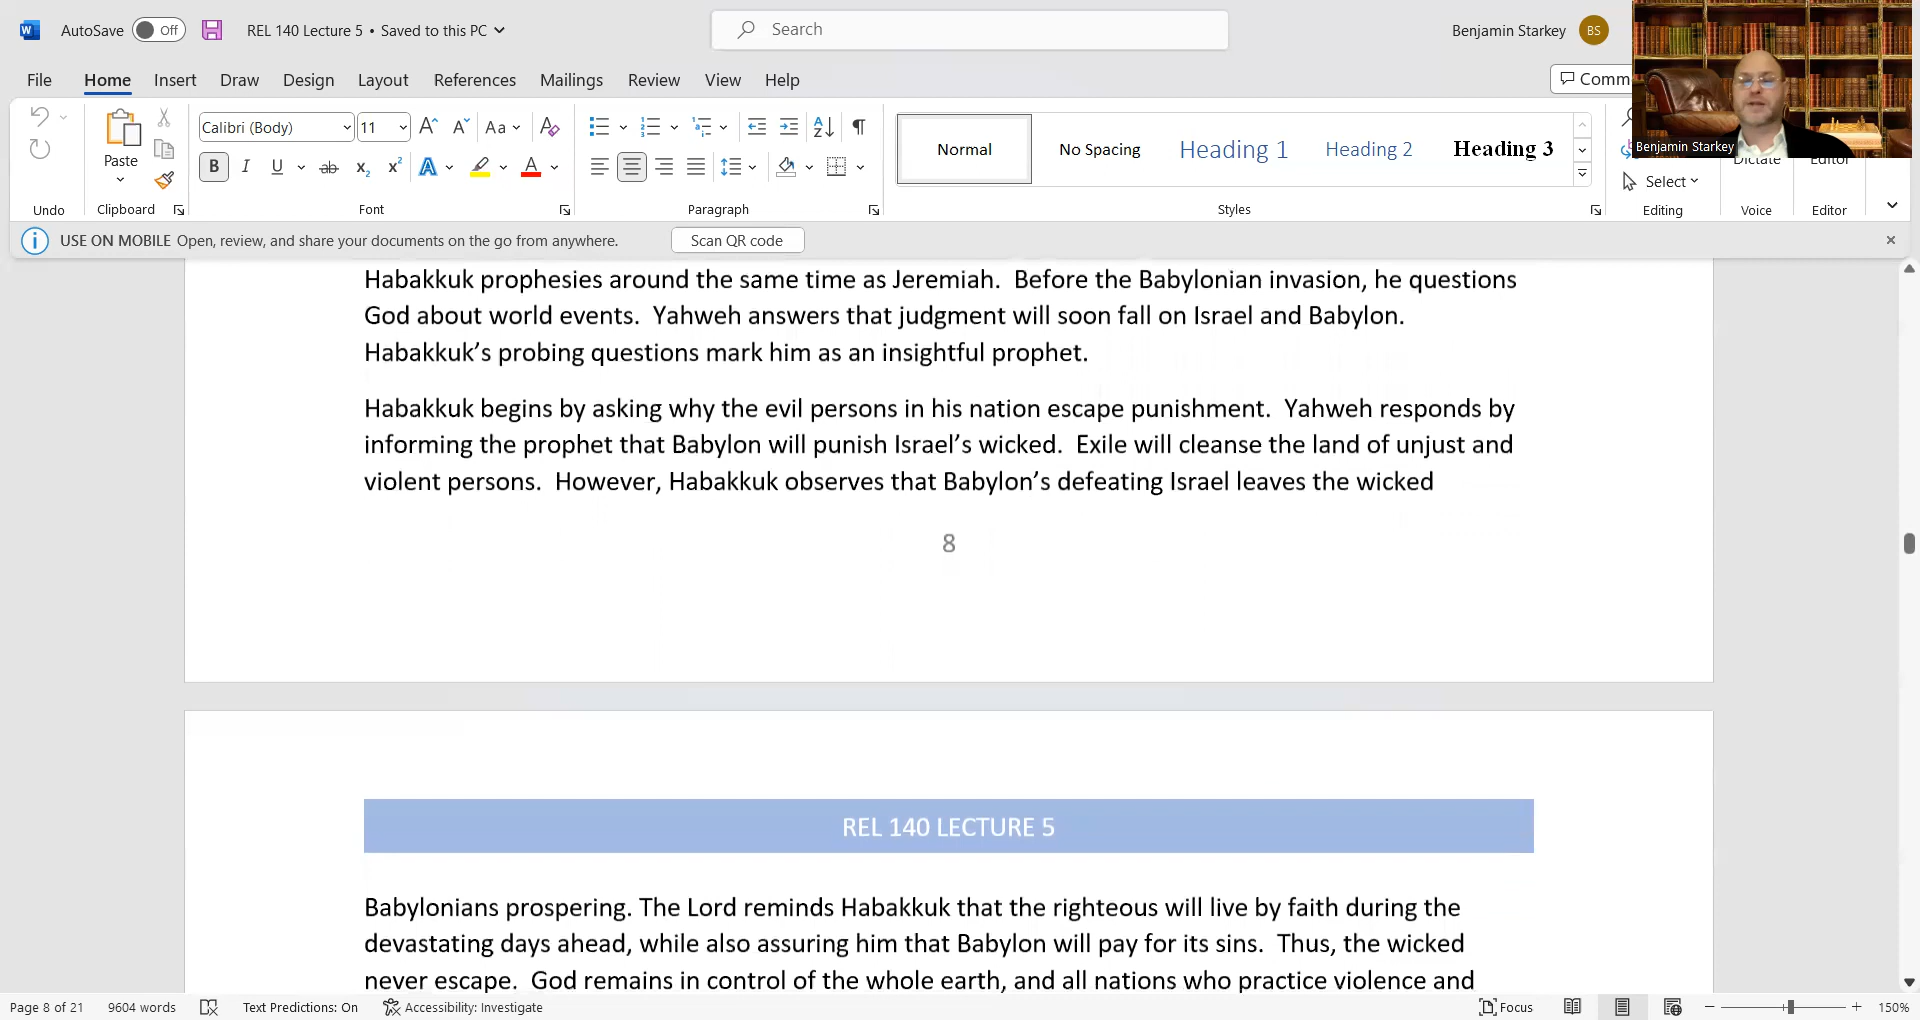 AutoSave Off REL 140 Lecture 5 • Saved to this PC Search Benjamin Starkey BS
File Home Insert Draw Design Layout References Mailings Review View Help Comm
Benjamin Starkey
Calibri (Body) 11 Aa
Paste
B I U ab x2 x2 A A
Normal No Spacing Heading 1 Heading 2 Heading 3
Select Dictate Editor
Undo Clipboard Font Paragraph Styles Editing Voice Editor
USE ON MOBILE Open, review, and share your documents on the go from anywhere. Scan QR code
Habakkuk prophesies around the same time as Jeremiah. Before the Babylonian invasion, he questions
God about world events. Yahweh answers that judgment will soon fall on Israel and Babylon.
Habakkuk's probing questions mark him as an insightful prophet.
Habakkuk begins by asking why the evil persons in his nation escape punishment. Yahweh responds by
informing the prophet that Babylon will punish Israel's wicked. Exile will cleanse the land of unjust and
violent persons. However, Habakkuk observes that Babylon's defeating Israel leaves the wicked
8
REL 140 LECTURE 5
Babylonians prospering. The Lord reminds Habakkuk that the righteous will live by faith during the
devastating days ahead, while also assuring him that Babylon will pay for its sins. Thus, the wicked
never escape. God remains in control of the whole earth, and all nations who practice violence and
Page 8 of 21 9604 words Text Predictions: On Accessibility: Investigate Focus 150%